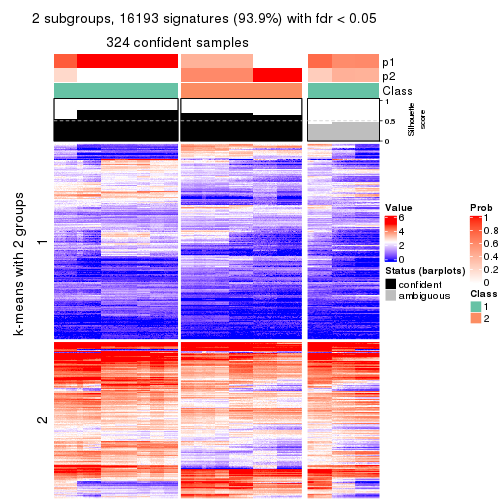 2 subgroups, 16193 signatures (93.9%) with fdr < 0.05
324 confident samples
p1
p2
Class
1
0.5
0
Silhouette
score
k-means with 2 groups
1
2
Value
6
4
2
0
Status (barplots)
confident
ambiguous
Prob
1
0.8
0.6
0.4
0.2
0
Class
1
2